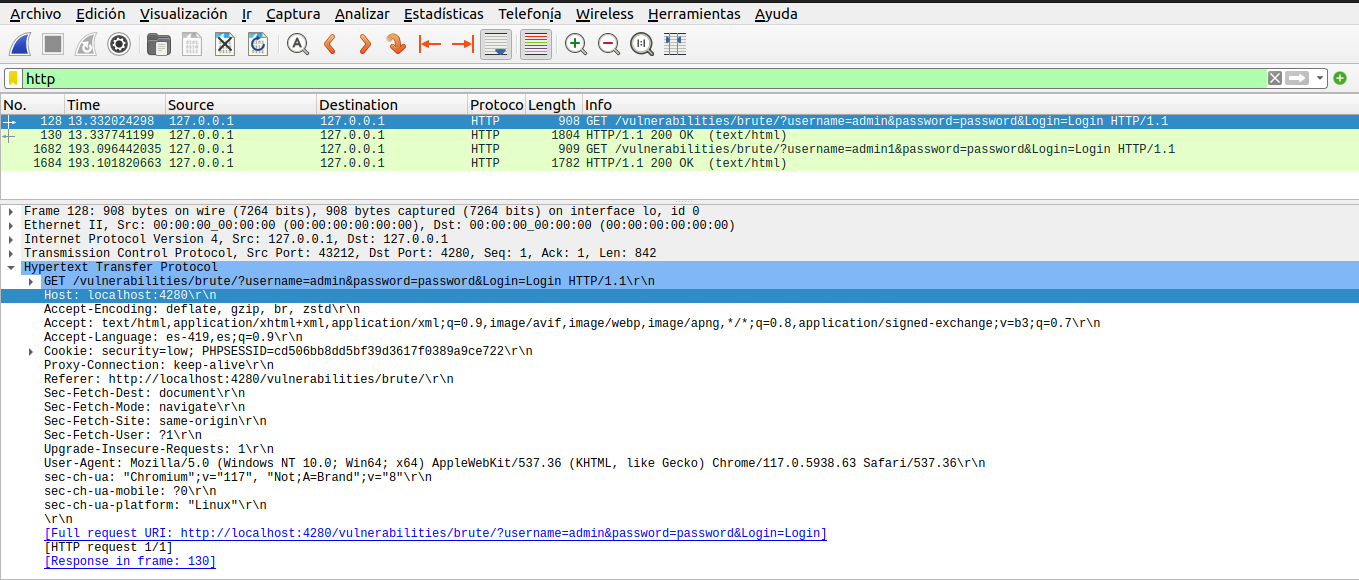 Archivo Edición Visualización Ir Captura Analizar Estadísticas Telefonía Wireless Herramientas Ayuda
http
No. Time Source Destination Protoco Length Info
128 13.332024298 127.0.0.1 127.0.0.1 HTTP 908 GET /vulnerabilities/brute/?username=admin&password=password&Login=Login HTTP/1.1
130 13.337741199 127.0.0.1 127.0.0.1 HTTP 1804 HTTP/1.1 200 OK (text/html)
1682 193.096442035 127.0.0.1 127.0.0.1 HTTP 909 GET /vulnerabilities/brute/?username=admin1&password=password&Login=Login HTTP/1.1
1684 193.101820663 127.0.0.1 127.0.0.1 HTTP 1782 HTTP/1.1 200 OK (text/html)
Frame 128: 908 bytes on wire (7264 bits), 908 bytes captured (7264 bits) on interface lo, id 0
Ethernet II, Src: 00:00:00_00:00:00 (00:00:00:00:00:00), Dst: 00:00:00_00:00:00 (00:00:00:00:00:00)
Internet Protocol Version 4, Src: 127.0.0.1, Dst: 127.0.0.1
Transmission Control Protocol, Src Port: 43212, Dst Port: 4280, Seq: 1, Ack: 1, Len: 842
Hypertext Transfer Protocol
GET /vulnerabilities/brute/?username=admin&password=password&Login=Login HTTP/1.1\r\n
Host: localhost:4280\r\n
Accept-Encoding: deflate, gzip, br, zstd\r\n
Accept: text/html,application/xhtml+xml,application/xml;q=0.9,image/avif,image/webp,image/apng,*/*;q=0.8,application/signed-exchange;v=b3;q=0.7\r\n
Accept-Language: es-419,es;q=0.9\r\n
Cookie: security=low; PHPSESSID=cd506bb8dd5bf39d3617f0389a9ce722\r\n
Proxy-Connection: keep-alive\r\n
Referer: http://localhost:4280/vulnerabilities/brute/\r\n
Sec-Fetch-Dest: document\r\n
Sec-Fetch-Mode: navigate\r\n
Sec-Fetch-Site: same-origin\r\n
Sec-Fetch-User: ?1\r\n
Upgrade-Insecure-Requests: 1\r\n
User-Agent: Mozilla/5.0 (Windows NT 10.0; Win64; x64) AppleWebKit/537.36 (KHTML, like Gecko) Chrome/117.0.5938.63 Safari/537.36\r\n
sec-ch-ua: "Chromium";v="117", "Not;A=Brand";v="8"\r\n
sec-ch-ua-mobile: ?0\r\n
sec-ch-ua-platform: "Linux"\r\n
\r\n
[Full request URI: http://localhost:4280/vulnerabilities/brute/?username=admin&password=password&Login=Login]
[HTTP request 1/1]
[Response in frame: 130]